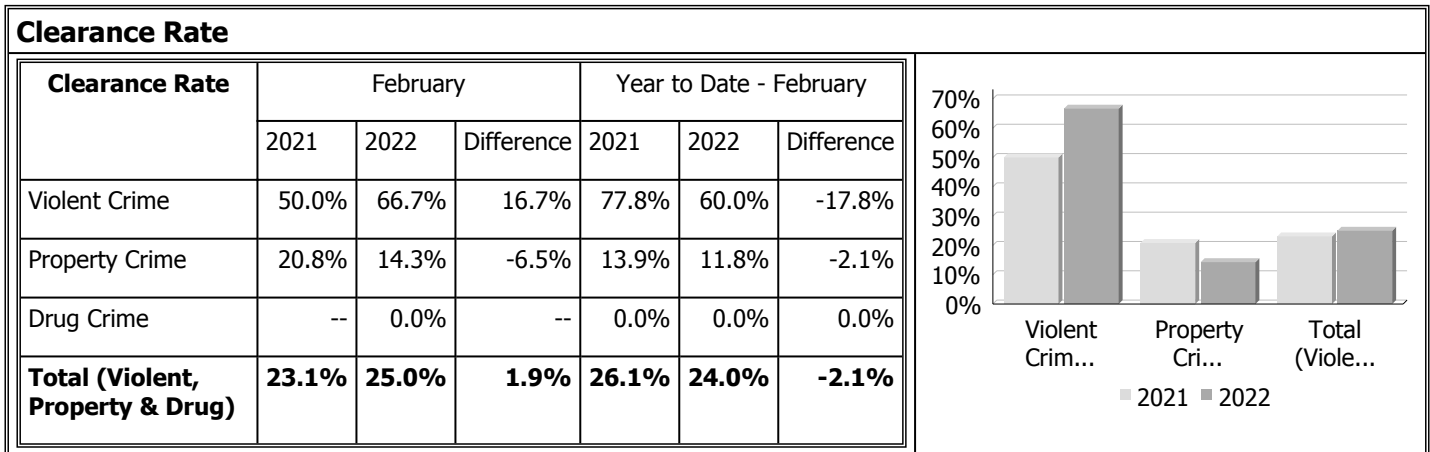 Clearance Rate
Clearance Rate February Year to Date - February
2021 2022 Difference 2021 2022 Difference
Violent Crime 50.0% 66.7% 16.7% 77.8% 60.0% -17.8%
Property Crime 20.8% 14.3% -6.5% 13.9% 11.8% -2.1%
Drug Crime -- 0.0% -- 0.0% 0.0% 0.0%
Total (Violent, 23.1% 25.0% 1.9% 26.1% 24.0% -2.1%
Property & Drug)
70%
60%
50%
40%
30%
20%
10%
0%
Violent Property Total
Crim... Cri... (Viole...
2021 2022